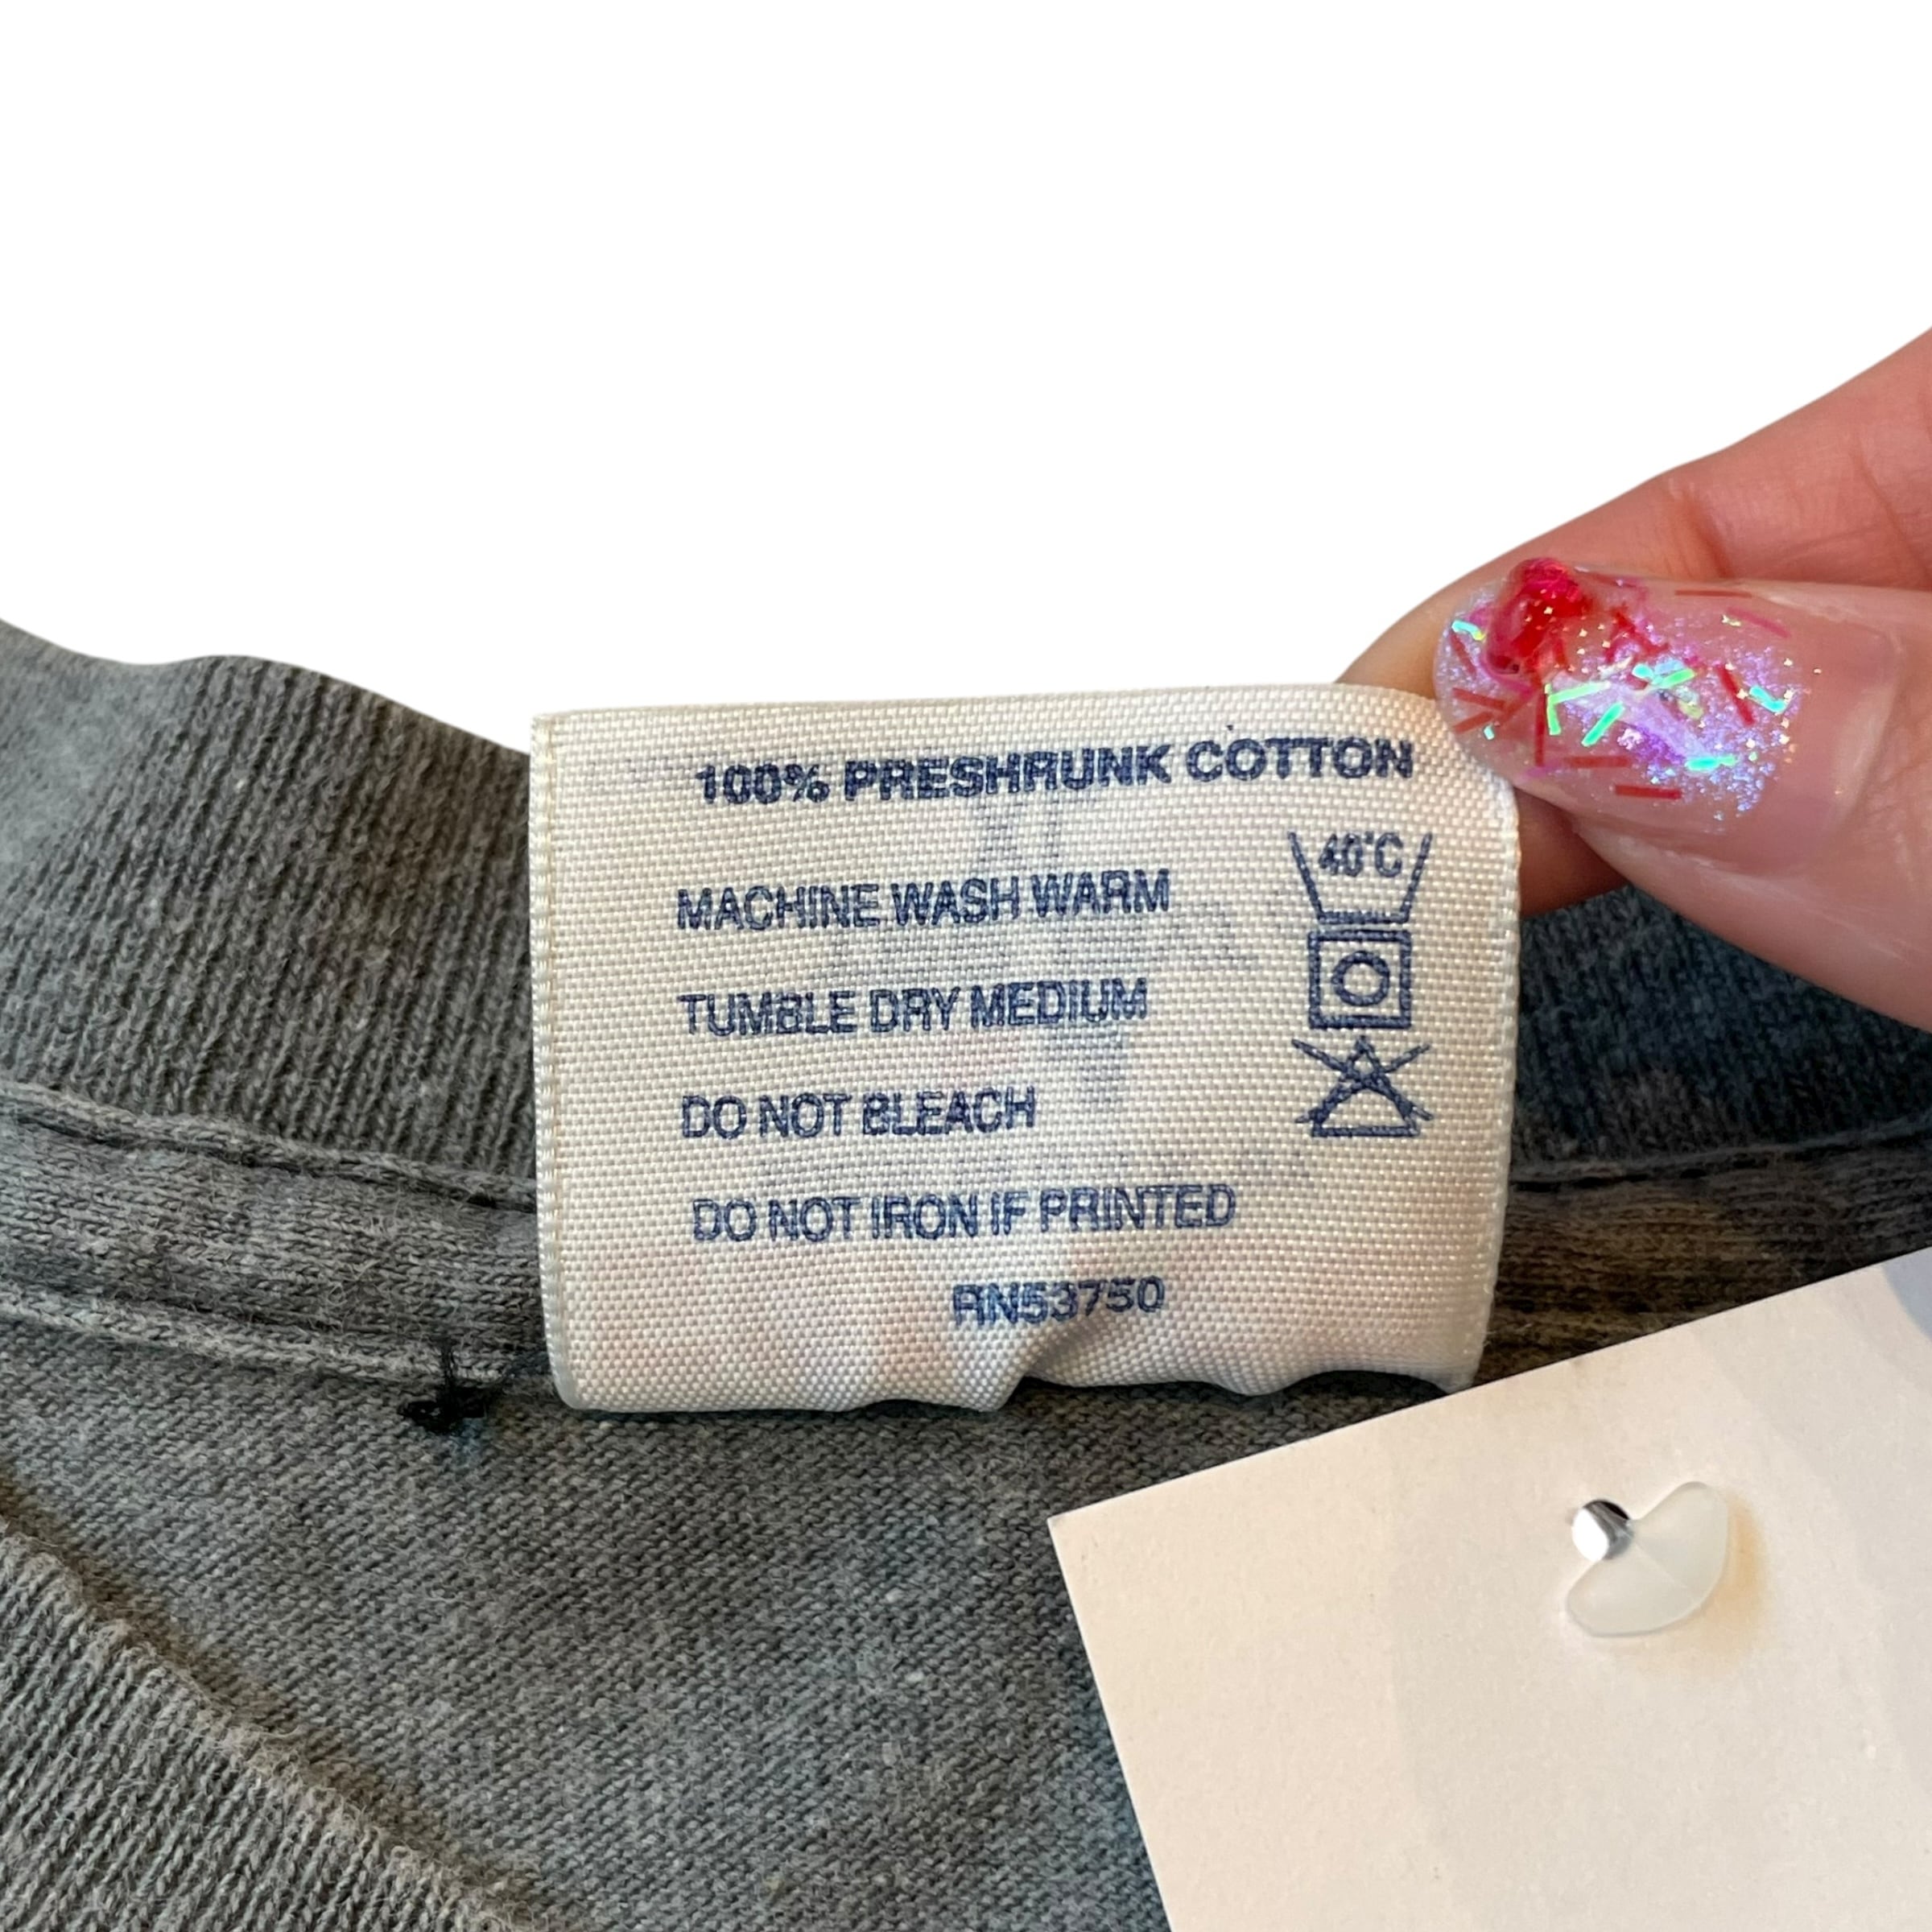 100% PRESHRUNK COTTON
40°C
MACHINE WASH WARM
TUMBLE DRY MEDIUM
DO NOT BLEACH
DO NOT IRON IF PRINTED
RN53750